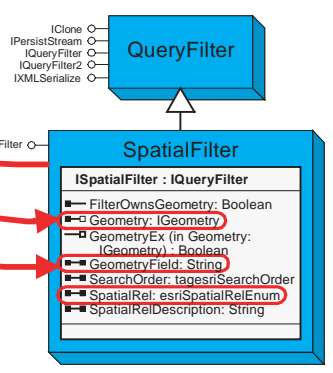 IClone
IPersistStream
IQueryFilter
IQueryFilter2
IXMLSerialize
QueryFilter
Filter
SpatialFilter
ISpatialFilter : IQueryFilter
FilterOwnsGeometry: Boolean
Geometry: IGeometry
GeometryEx (in Geometry:
IGeometry) : Boolean
GeometryField: String
SearchOrder: tagesriSearchOrder
SpatialRel: esriSpatialRelEnum
SpatialRelDescription: String